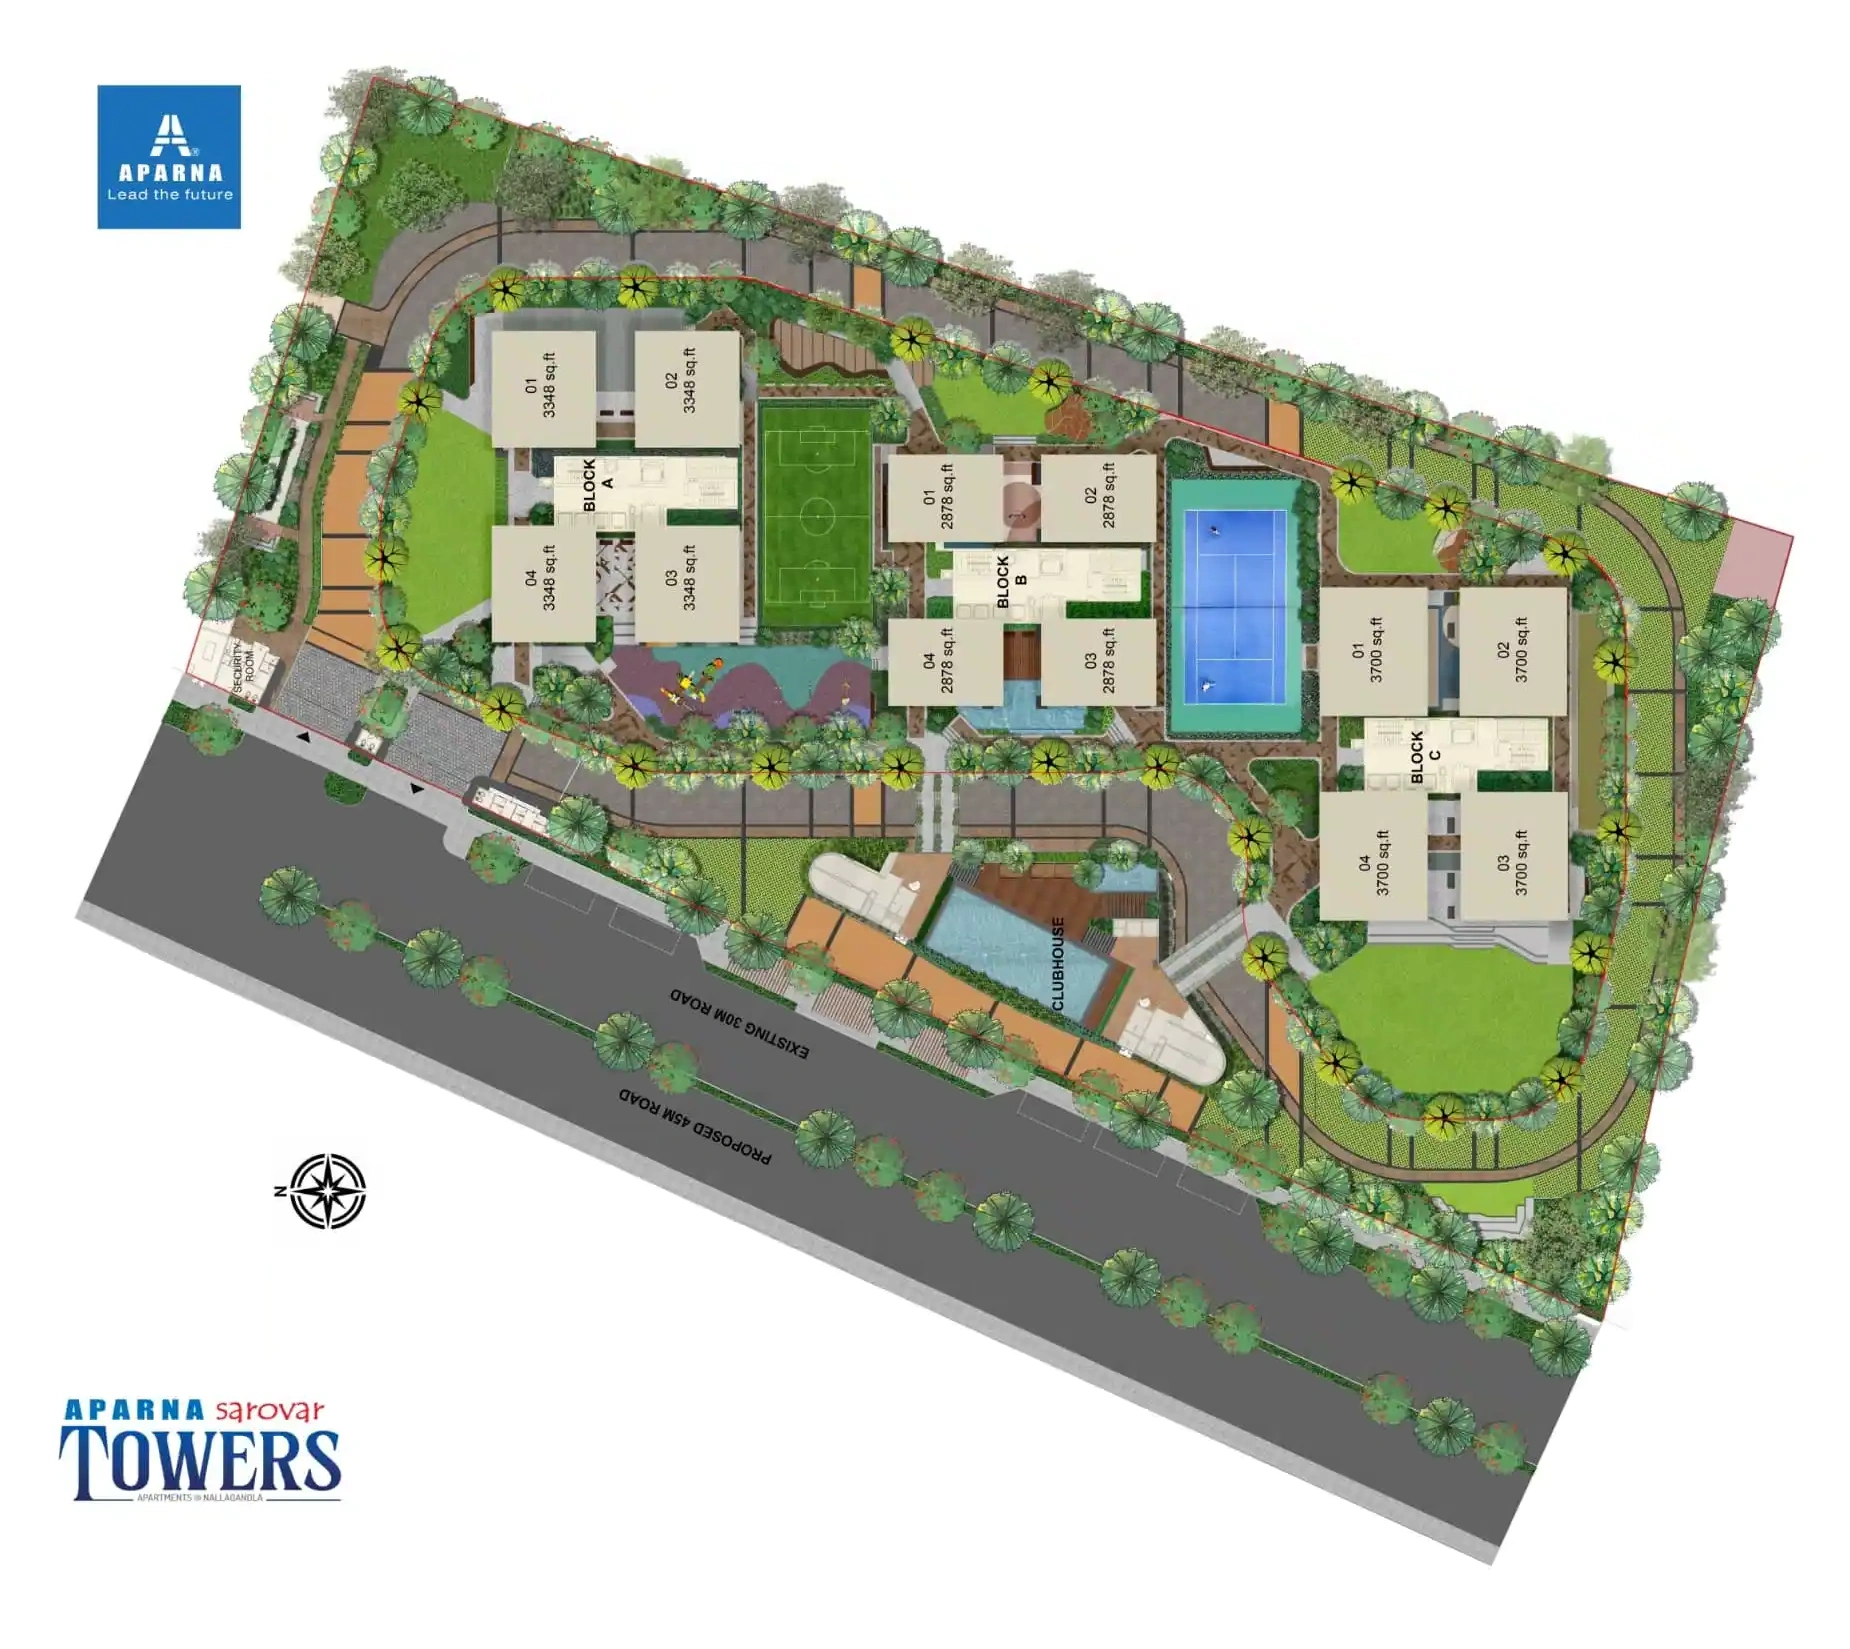 APARNA
Lead the future
01
3348 sq.ft
02
3348 sq.ft
BLOCK
A
04
3348 sq.ft
03
3348 sq.ft
01
2878 sq.ft
02
2878 sq.ft
BLOCK
B
04
2878 sq.ft
03
2878 sq.ft
01
3700 sq.ft
02
3700 sq.ft
BLOCK
C
04
3700 sq.ft
03
3700 sq.ft
SECURITY
ROOM
CLUBHOUSE
EXISTING 30M ROAD
PROPOSED 45M ROAD
N
APARNA sarovar
TOWERS
APARTMENTS @ NALLAGANDLA